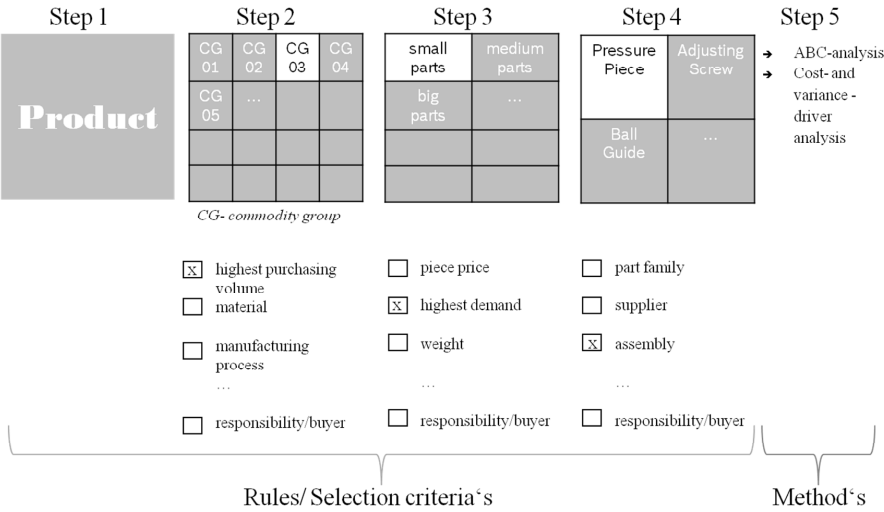 Step 1
Step 2
Step 3
Step 4
Step 5
Product
CG 01
CG 02
CG 03
CG 04
CG 05
...
CG- commodity group
small parts
medium parts
big parts
...
Pressure Piece
Adjusting Screw
Ball Guide
...
➔ ABC-analysis
➔ Cost- and
variance -
driver
analysis
x highest purchasing
volume
material
manufacturing
process
...
responsibility/buyer
piece price
x highest demand
weight
...
responsibility/buyer
part family
supplier
x assembly
...
responsibility/buyer
Rules/ Selection criteria‘s
Method‘s